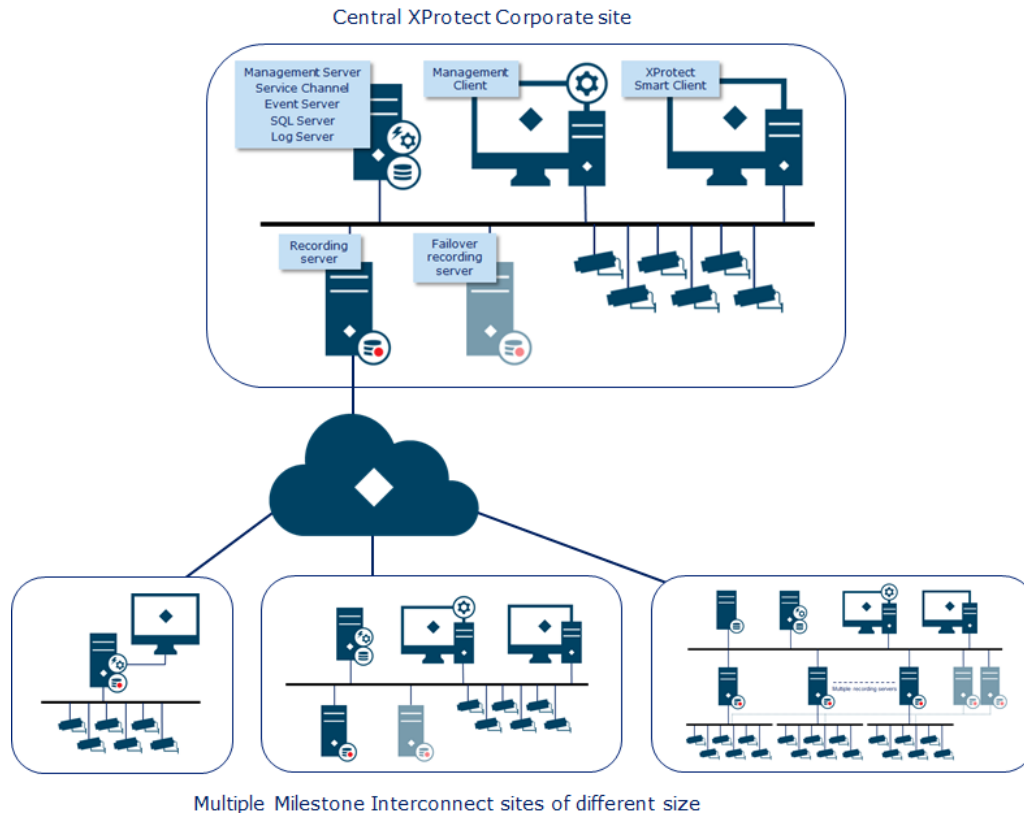 Central XProtect Corporate site
Management Server
Service Channel
Event Server
SQL Server
Log Server
Management
Client
XProtect
Smart Client
Recording
server
Failover
recording
server
Multiple recording servers
Multiple Milestone Interconnect sites of different size